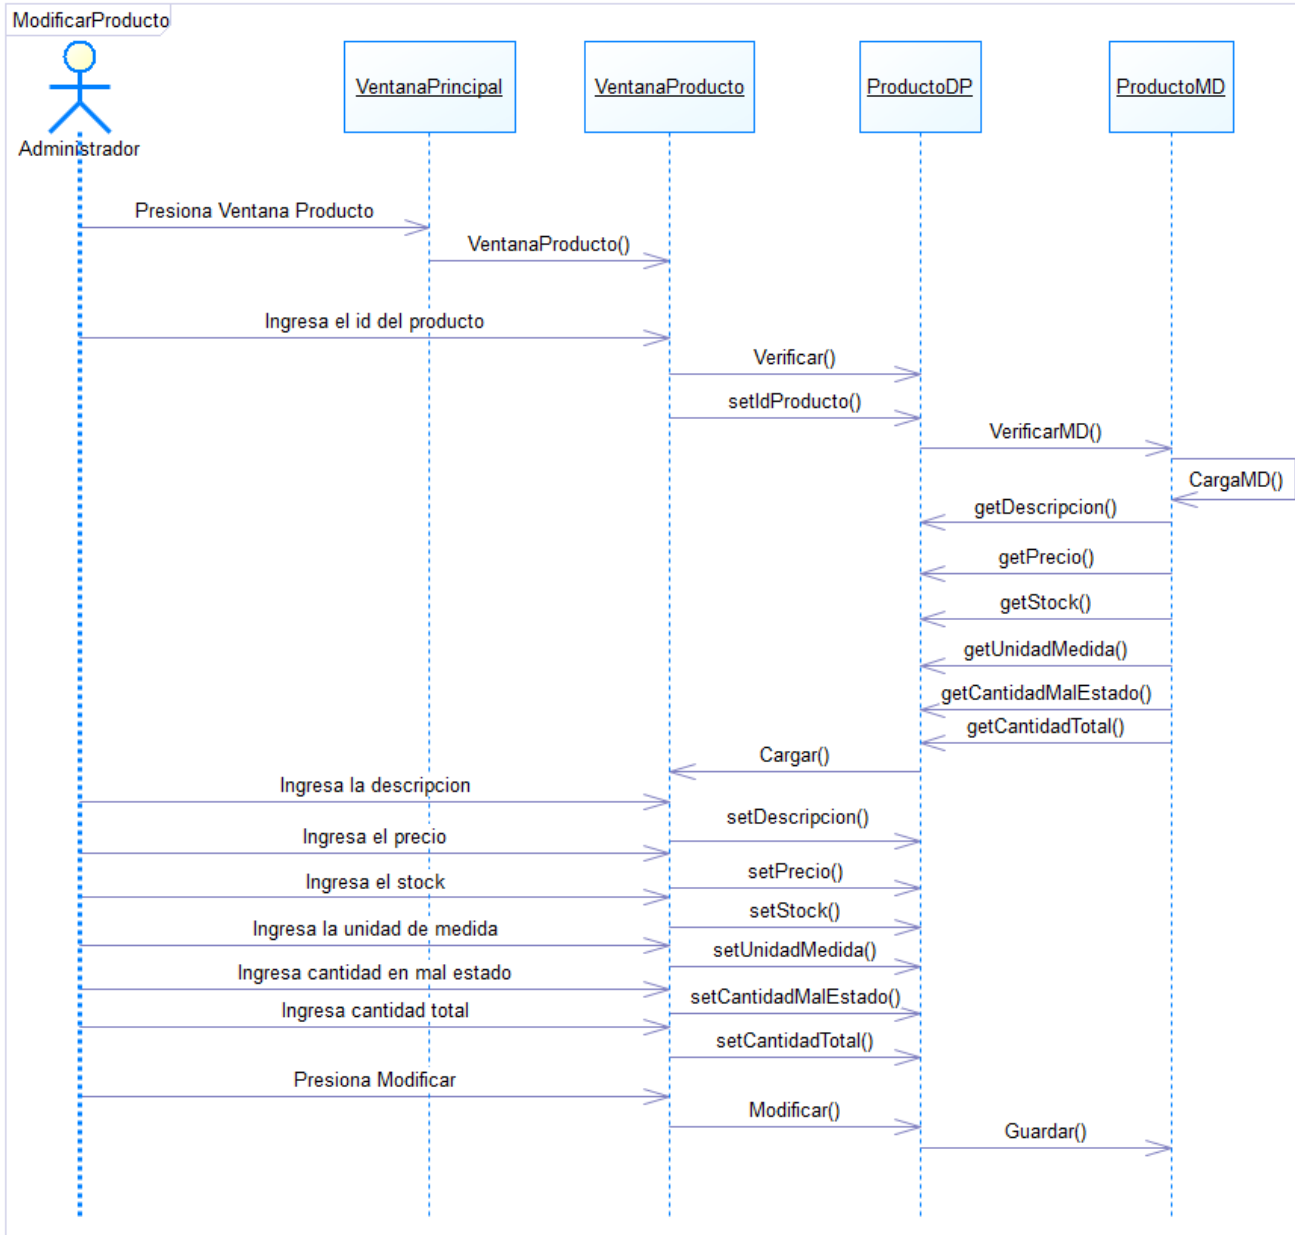 ModificarProducto
Administrador
VentanaPrincipal
VentanaProducto
ProductoDP
ProductoMD
Presiona Ventana Producto
VentanaProducto()
Ingresa el id del producto
Verificar()
setIdProducto()
VerificarMD()
CargaMD()
getDescripcion()
getPrecio()
getStock()
getUnidadMedida()
getCantidadMalEstado()
getCantidadTotal()
Cargar()
Ingresa la descripcion
setDescripcion()
Ingresa el precio
setPrecio()
Ingresa el stock
setStock()
Ingresa la unidad de medida
setUnidadMedida()
Ingresa cantidad en mal estado
setCantidadMalEstado()
Ingresa cantidad total
setCantidadTotal()
Presiona Modificar
Modificar()
Guardar()